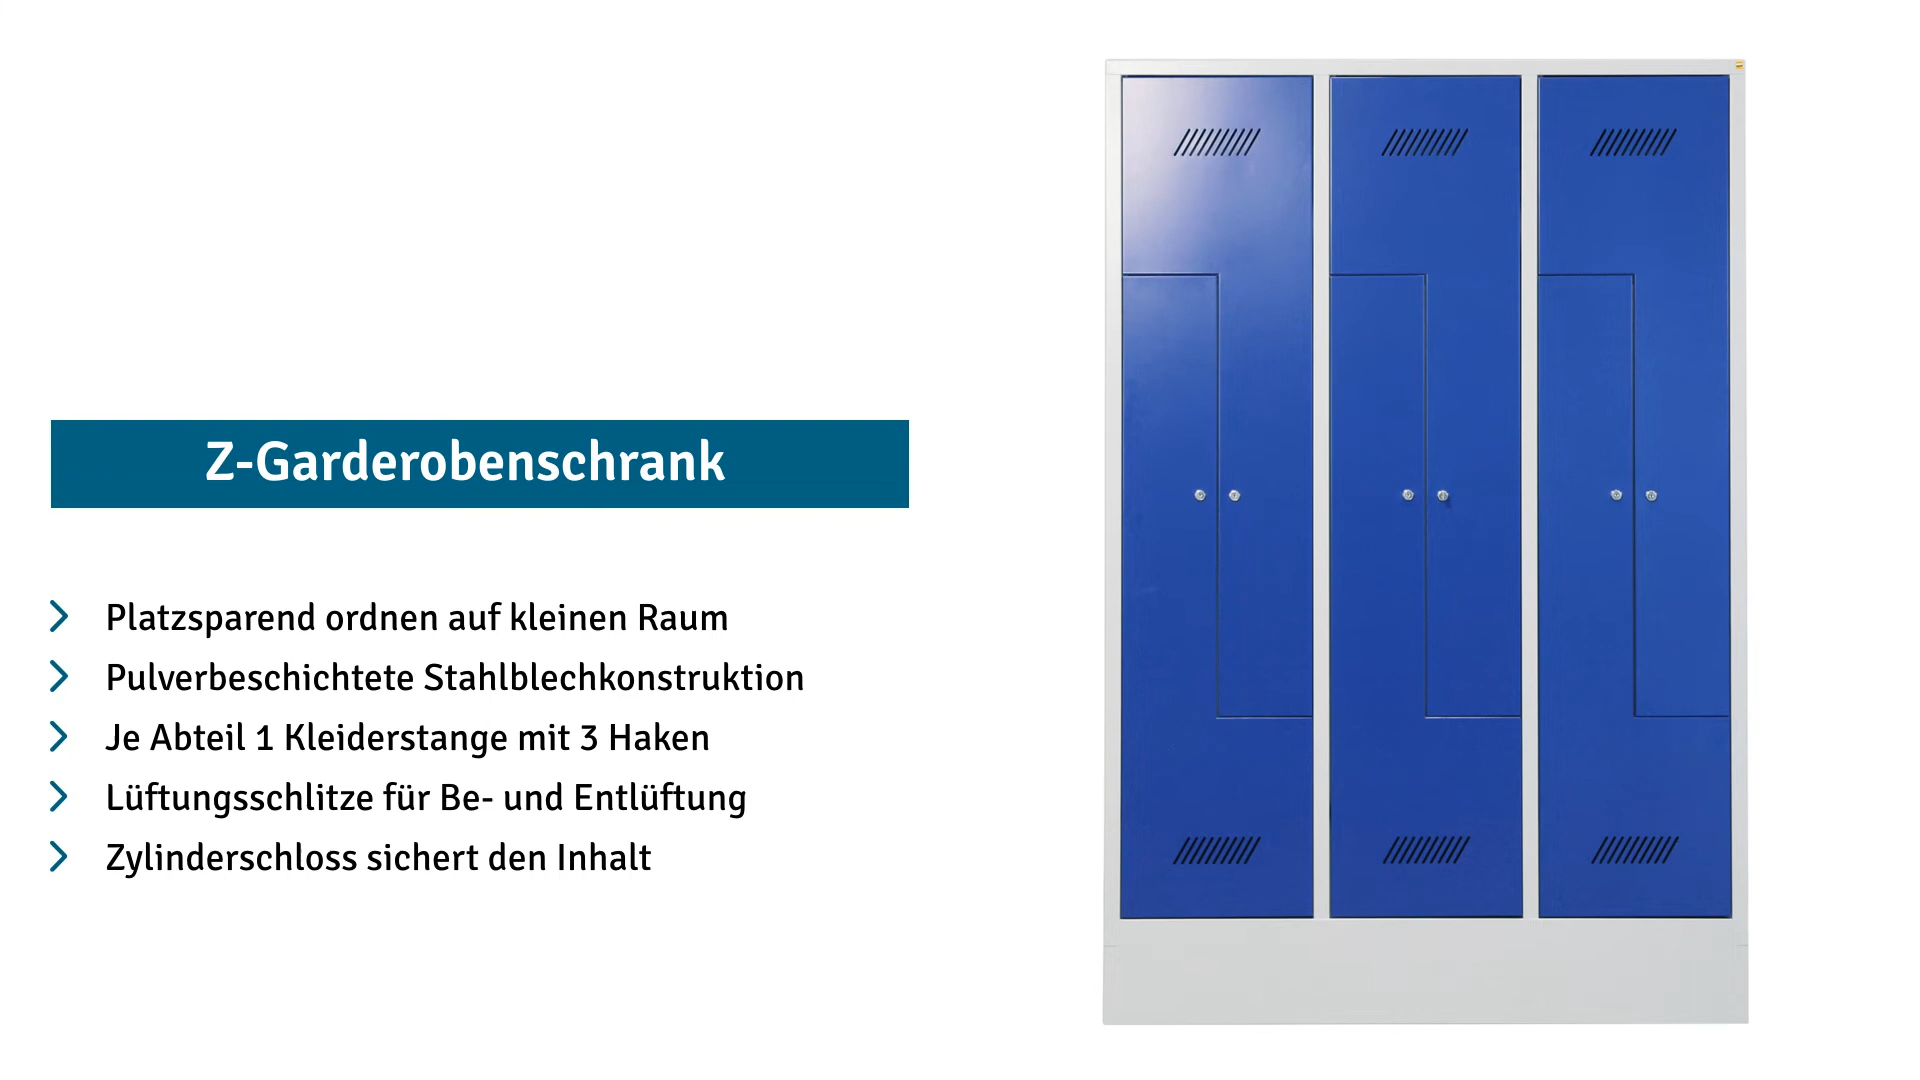 Z-Garderobenschrank
Platzsparend ordnen auf kleinen Raum
Pulverbeschichtete Stahlblechkonstruktion
Je Abteil 1 Kleiderstange mit 3 Haken
Lüftungsschlitze für Be- und Entlüftung
Zylinderschloss sichert den Inhalt